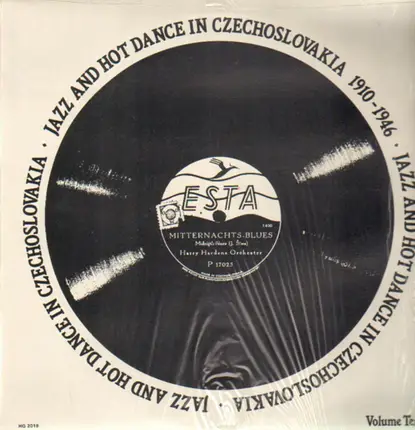 JAZZ AND HOT DANCE IN CZECHOSLOVAKIA 1910-1946 · JAZZ AND HOT DANCE IN CZECHOSLOVAKIA · JAZZ AND HOT DANCE IN CZECHOSLOVAKIA ·
ESTA
MITTERNACHTS-BLUES
Harry Hardens Orchester
P 17023
HQ 2019
Volume